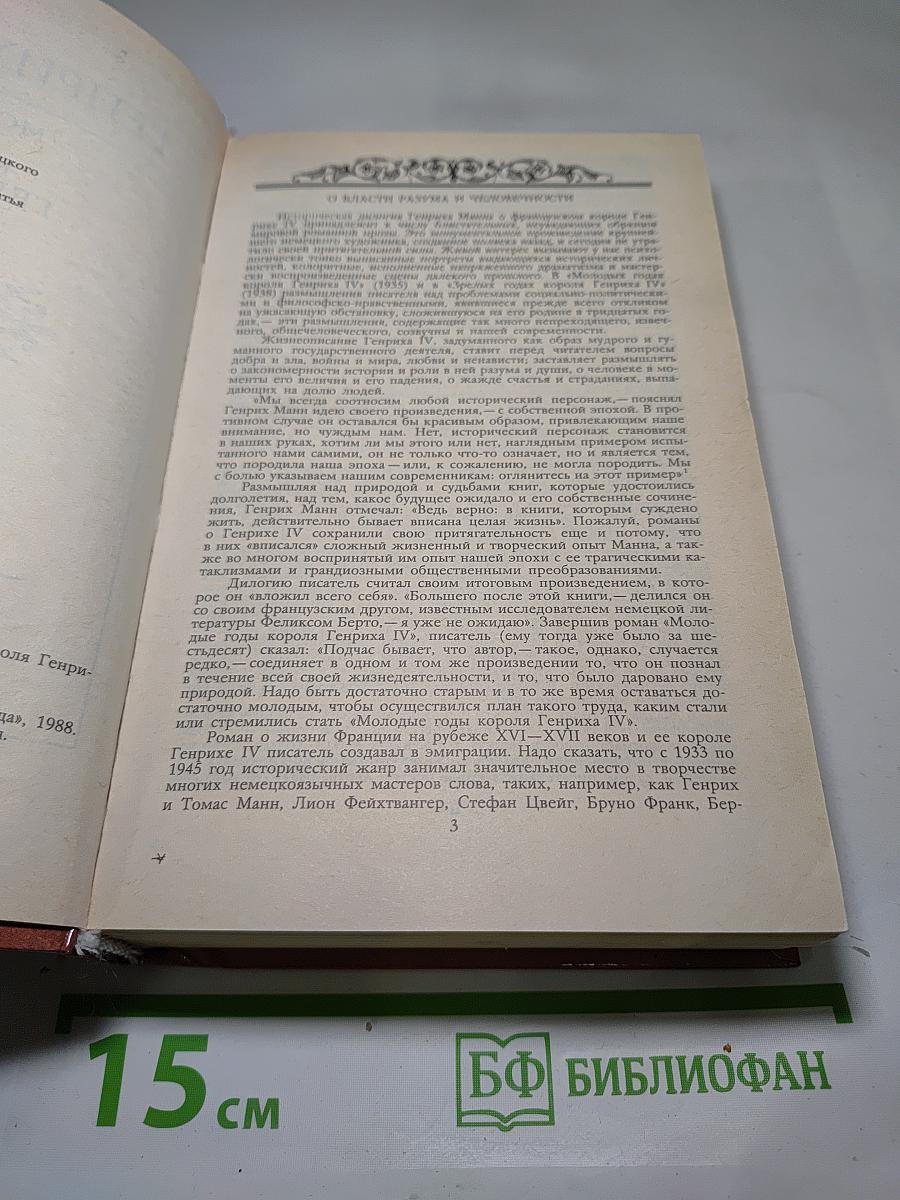 цкого
тья
оля Генри-
да», 1988.
О ВЛАСТИ РАЗУМА И ЧЕЛОВЕЧНОСТИ
Историческая дилогия Генриха Манна о французском короле Ген-
рихе IV принадлежит к числу блистательных, неувядающих образцов
мировой романной прозы. Это монументальное произведение крупней-
шего немецкого художника, созданное полвека назад, и сегодня не утра-
тило своей притягательной силы. Живой интерес вызывают у нас психо-
логически тонко выписанные портреты выдающихся исторических лич-
ностей, колоритные, исполненные напряженного драматизма и мастер-
ски воспроизведенные сцены далекого прошлого. В «Молодых годах
короля Генриха IV» (1935) и в «Зрелых годах короля Генриха IV»
(1938) размышления писателя над проблемами социально-политически-
ми и философско-нравственными, явившиеся прежде всего откликом
на ужасающую обстановку, сложившуюся на его родине в тридцатых го-
дах,— эти размышления, содержащие так много непреходящего, извеч-
ного, общечеловеческого, созвучны и нашей современности.
Жизнеописание Генриха IV, задуманного как образ мудрого и гу-
манного государственного деятеля, ставит перед читателем вопросы
добра и зла, войны и мира, любви и ненависти; заставляет размышлять
о закономерности истории и роли в ней разума и души, о человеке в мо-
менты его величия и его падения, о жажде счастья и страданиях, выпа-
дающих на долю людей.
«Мы всегда соотносим любой исторический персонаж,— пояснял
Генрих Манн идею своего произведения,— с собственной эпохой. В про-
тивном случае он оставался бы красивым образом, привлекающим наше
внимание, но чуждым нам. Нет, исторический персонаж становится
в наших руках, хотим ли мы этого или нет, наглядным примером испы-
танного нами самими, он не только что-то означает, но и является тем,
что породила наша эпоха — или, к сожалению, не могла породить. Мы
с болью указываем нашим современникам: оглянитесь на этот пример»¹
Размышляя над природой и судьбами книг, которые удостоились
долголетия, над тем, какое будущее ожидало и его собственные сочине-
ния, Генрих Манн отмечал: «Ведь верно: в книги, которым суждено
жить, действительно бывает вписана целая жизнь». Пожалуй, романы
о Генрихе IV сохранили свою притягательность еще и потому, что
в них «вписался» сложный жизненный и творческий опыт Манна, а так-
же во многом воспринятый им опыт нашей эпохи с ее трагическими ка-
таклизмами и грандиозными общественными преобразованиями.
Дилогию писатель считал своим итоговым произведением, в кото-
рое он «вложил всего себя». «Большего после этой книги,— делился он
со своим французским другом, известным исследователем немецкой ли-
тературы Феликсом Берто,— я уже не ожидаю». Завершив роман «Моло-
дые годы короля Генриха IV», писатель (ему тогда уже было за ше-
стьдесят) сказал: «Подчас бывает, что автор,— такое, однако, случается
редко,— соединяет в одном и том же произведении то, что он познал
в течение всей своей жизнедеятельности, и то, что было даровано ему
природой. Надо быть достаточно старым и в то же время оставаться до-
статочно молодым, чтобы осуществился план такого труда, каким стали
или стремились стать «Молодые годы короля Генриха IV».
Роман о жизни Франции на рубеже XVI—XVII веков и ее короле
Генрихе IV писатель создавал в эмиграции. Надо сказать, что с 1933 по
1945 год исторический жанр занимал значительное место в творчестве
многих немецкоязычных мастеров слова, таких, например, как Генрих
и Томас Манн, Лион Фейхтвангер, Стефан Цвейг, Бруно Франк, Бер-
3
15 см
БФ БИБЛИОФАН